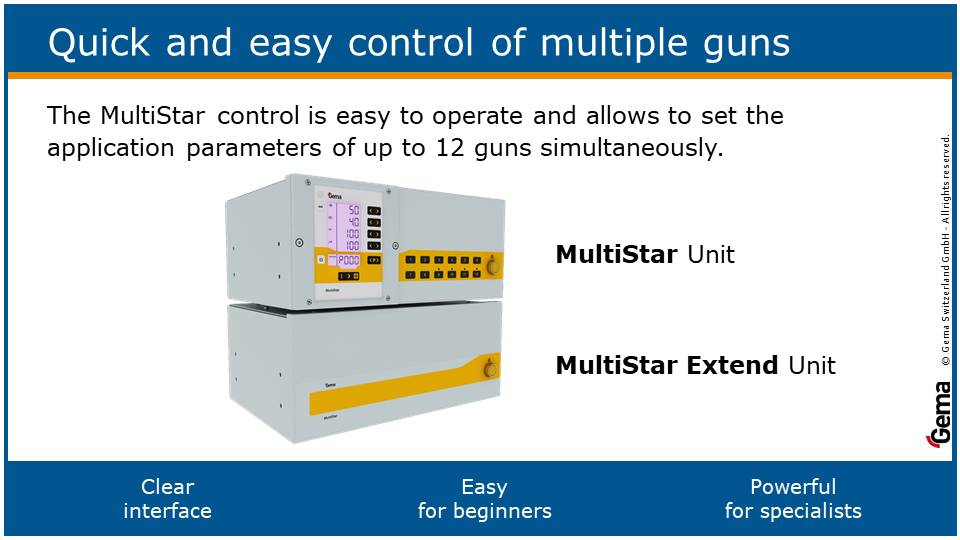 Quick and easy control of multiple guns
The MultiStar control is easy to operate and allows to set the
application parameters of up to 12 guns simultaneously.
Gema
50
40
100
100
P000
MultiStar
MultiStar Unit
Gema
MultiStar
MultiStar Extend Unit
© Gema Switzerland GmbH - All rights reserved.
Gema
Clear
interface
Easy
for beginners
Powerful
for specialists